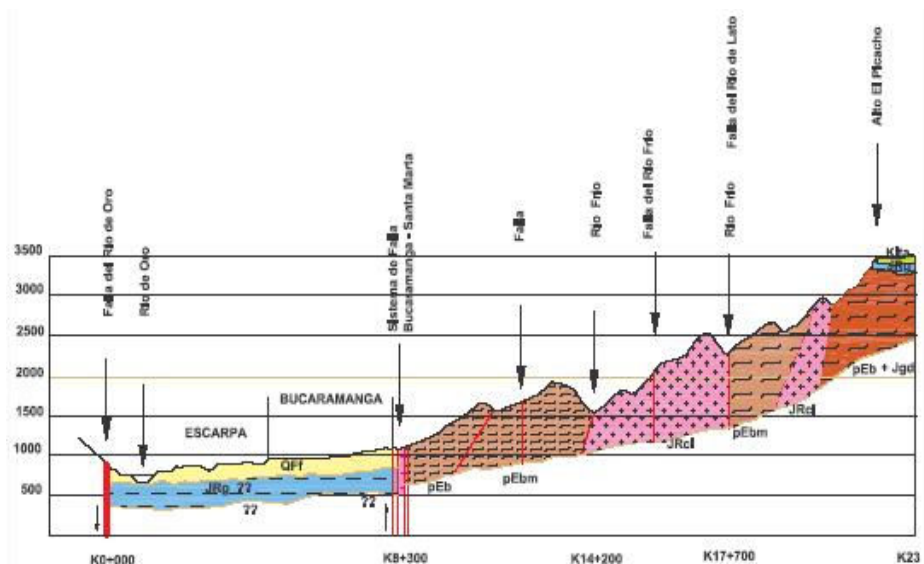 Falla del Río de Oro
Río de Oro
Sistema de Falla
Bucaramanga - Santa Marta
Falla
Río Frío
Falla del Río Frío
Falla del Río de Lato
Río Frío
Alto El Picacho
3500
3000
2500
2000
1500
1000
500
BUCARAMANGA
ESCARPA
QFf
JRp ??
??
??
pEb
pEbm
JRcl
pEbm
JRcl
pEb + Jgd
K0+000
K8+300
K14+200
K17+700
K23